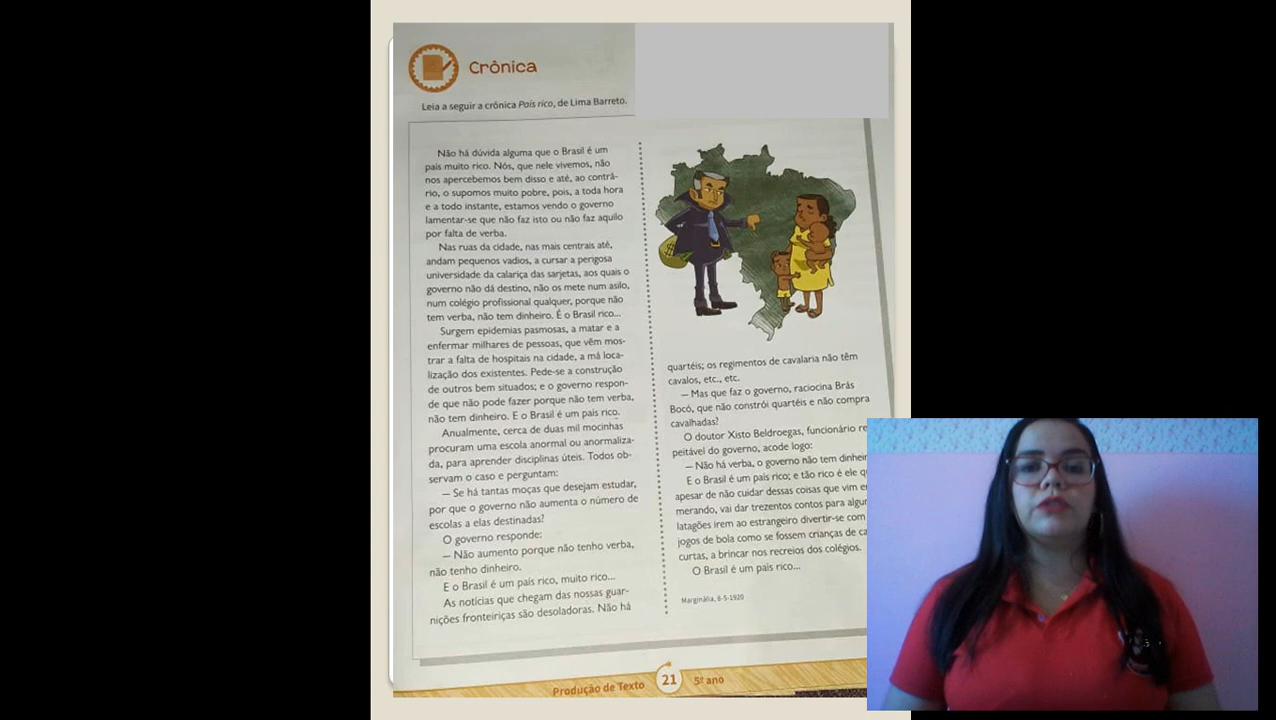 Crônica
Leia a seguir a crônica País rico, de Lima Barreto.
Não há dúvida alguma que o Brasil é um
país muito rico. Nós, que nele vivemos, não
nos apercebemos bem disso e até, ao contrá-
rio, o supomos muito pobre, pois, a toda hora
e a todo instante, estamos vendo o governo
lamentar-se que não faz isto ou não faz aquilo
por falta de verba.
Nas ruas da cidade, nas mais centrais até,
andam pequenos vadios, a cursar a perigosa
universidade da calariça das sarjetas, aos quais o
governo não dá destino, não os mete num asilo,
num colégio profissional qualquer, porque não
tem verba, não tem dinheiro. É o Brasil rico...
Surgem epidemias pasmosas, a matar e a
enfermar milhares de pessoas, que vêm mos-
trar a falta de hospitais na cidade, a má loca-
lização dos existentes. Pede-se a construção
de outros bem situados; e o governo respon-
de que não pode fazer porque não tem verba,
não tem dinheiro. E o Brasil é um país rico.
Anualmente, cerca de duas mil mocinhas
procuram uma escola anormal ou anormaliza-
da, para aprender disciplinas úteis. Todos ob-
servam o caso e perguntam:
— Se há tantas moças que desejam estudar,
por que o governo não aumenta o número de
escolas a elas destinadas?
O governo responde:
— Não aumento porque não tenho verba,
não tenho dinheiro.
E o Brasil é um país rico, muito rico...
As notícias que chegam das nossas guar-
nições fronteiriças são desoladoras. Não há
quartéis; os regimentos de cavalaria não têm
cavalos, etc., etc.
— Mas que faz o governo, raciocina Brás
Bocó, que não constrói quartéis e não compra
cavalhadas?
O doutor Xisto Beldroegas, funcionário re
peitável do governo, acode logo:
— Não há verba, o governo não tem dinheir
E o Brasil é um país rico; e tão rico é ele q
apesar de não cuidar dessas coisas que vim e
merando, vai dar trezentos contos para algu
latagões irem ao estrangeiro divertir-se com
jogos de bola como se fossem crianças de ca
curtas, a brincar nos recreios dos colégios.
O Brasil é um país rico...
Marginália, 8-5-1920
Produção de Texto 21 5º ano